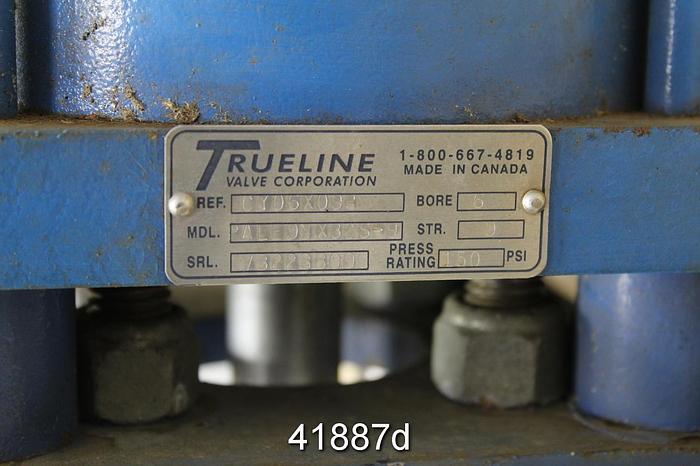 TRUELINE
VALVE CORPORATION
1-800-667-4819
MADE IN CANADA
REF.
BORE 6
MDL.
STR. 9
SRL.
PRESS RATING 150 PSI
41887d